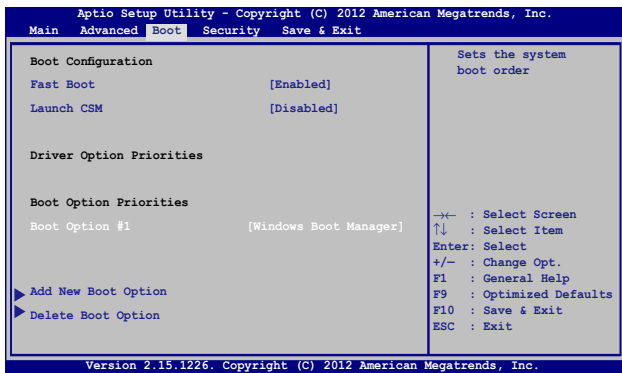 Aptio Setup Utility - Copyright (C) 2012 American Megatrends, Inc.
Main Advanced Boot Security Save & Exit
Boot Configuration
Fast Boot [Enabled]
Launch CSM [Disabled]
Driver Option Priorities
Boot Option Priorities
Boot Option #1 [Windows Boot Manager]
Add New Boot Option
Delete Boot Option
Sets the system
boot order
→← : Select Screen
↑↓ : Select Item
Enter: Select
+/— : Change Opt.
F1 : General Help
F9 : Optimized Defaults
F10 : Save & Exit
ESC : Exit
Version 2.15.1226. Copyright (C) 2012 American Megatrends, Inc.